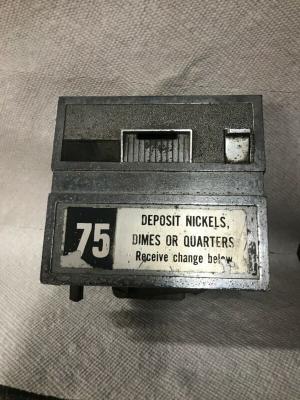 75
DEPOSIT NICKELS,
DIMES OR QUARTERS
Receive change below